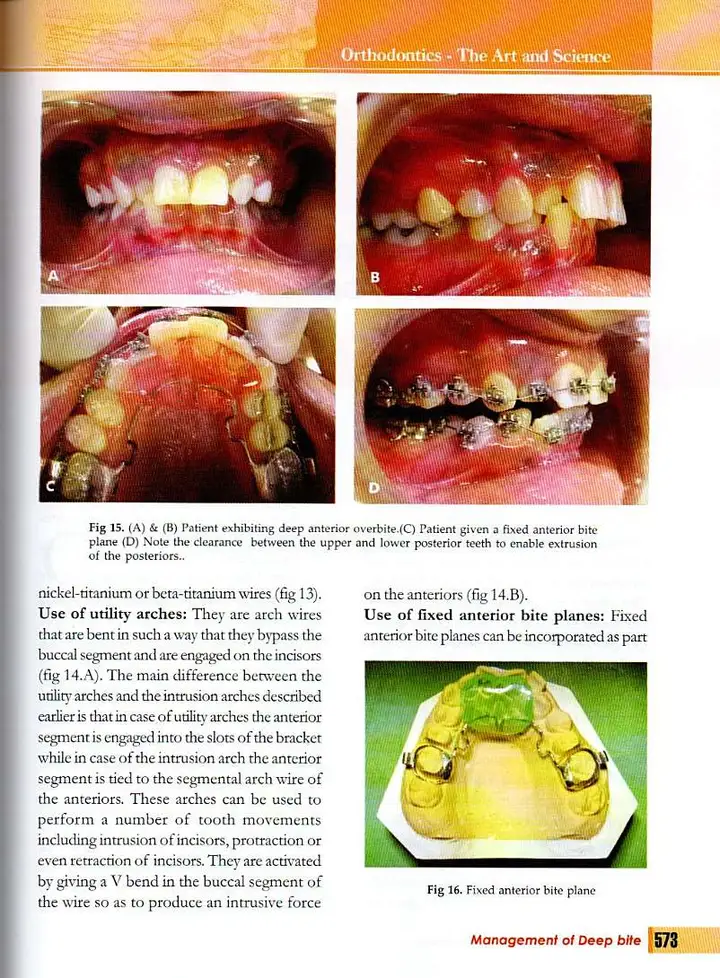 Orthodontics - The Art and Science
A
B
C
D
Fig 15. (A) & (B) Patient exhibiting deep anterior overbite.(C) Patient given a fixed anterior bite
plane (D) Note the clearance between the upper and lower posterior teeth to enable extrusion
of the posteriors..
nickel-titanium or beta-titanium wires (fig 13).
Use of utility arches: They are arch wires
that are bent in such a way that they bypass the
buccal segment and are engaged on the incisors
(fig 14.A). The main difference between the
utility arches and the intrusion arches described
earlier is that in case of utility arches the anterior
segment is engaged into the slots of the bracket
while in case of the intrusion arch the anterior
segment is tied to the segmental arch wire of
the anteriors. These arches can be used to
perform a number of tooth movements
including intrusion of incisors, protraction or
even retraction of incisors. They are activated
by giving a V bend in the buccal segment of
the wire so as to produce an intrusive force
on the anteriors (fig 14.B).
Use of fixed anterior bite planes: Fixed
anterior bite planes can be incorporated as part
Fig 16. Fixed anterior bite plane
Management of Deep bite 573